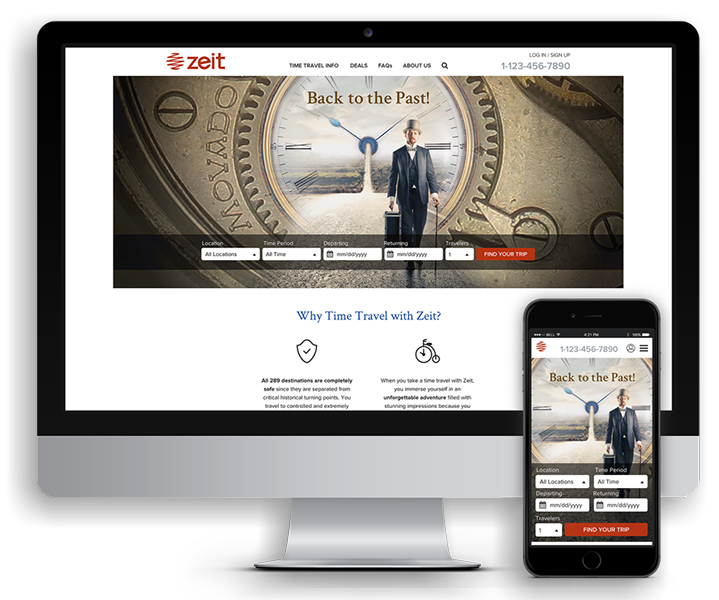 zeit
TIME TRAVEL INFO DEALS FAQs ABOUT US
LOG IN / SIGN UP
1-123-456-7890
Back to the Past!
MOVADO
Location Time Period Departing Returning Travelers
All Locations All Time mm/dd/yyyy mm/dd/yyyy 1 FIND YOUR TRIP
Why Time Travel with Zeit?
All 289 destinations are completely
safe since they are separated from
critical historical turning points. You
travel to controlled and extremely
When you take a time travel with Zeit,
you immerse yourself in an
unforgettable adventure filled with
stunning impressions because you
BELL 4:21 PM 100%
1-123-456-7890
Back to the Past!
Location Time Period
All Locations All Time
Departing Returning
mm/dd/yyyy mm/dd/yyyy
Travelers
1 FIND YOUR TRIP